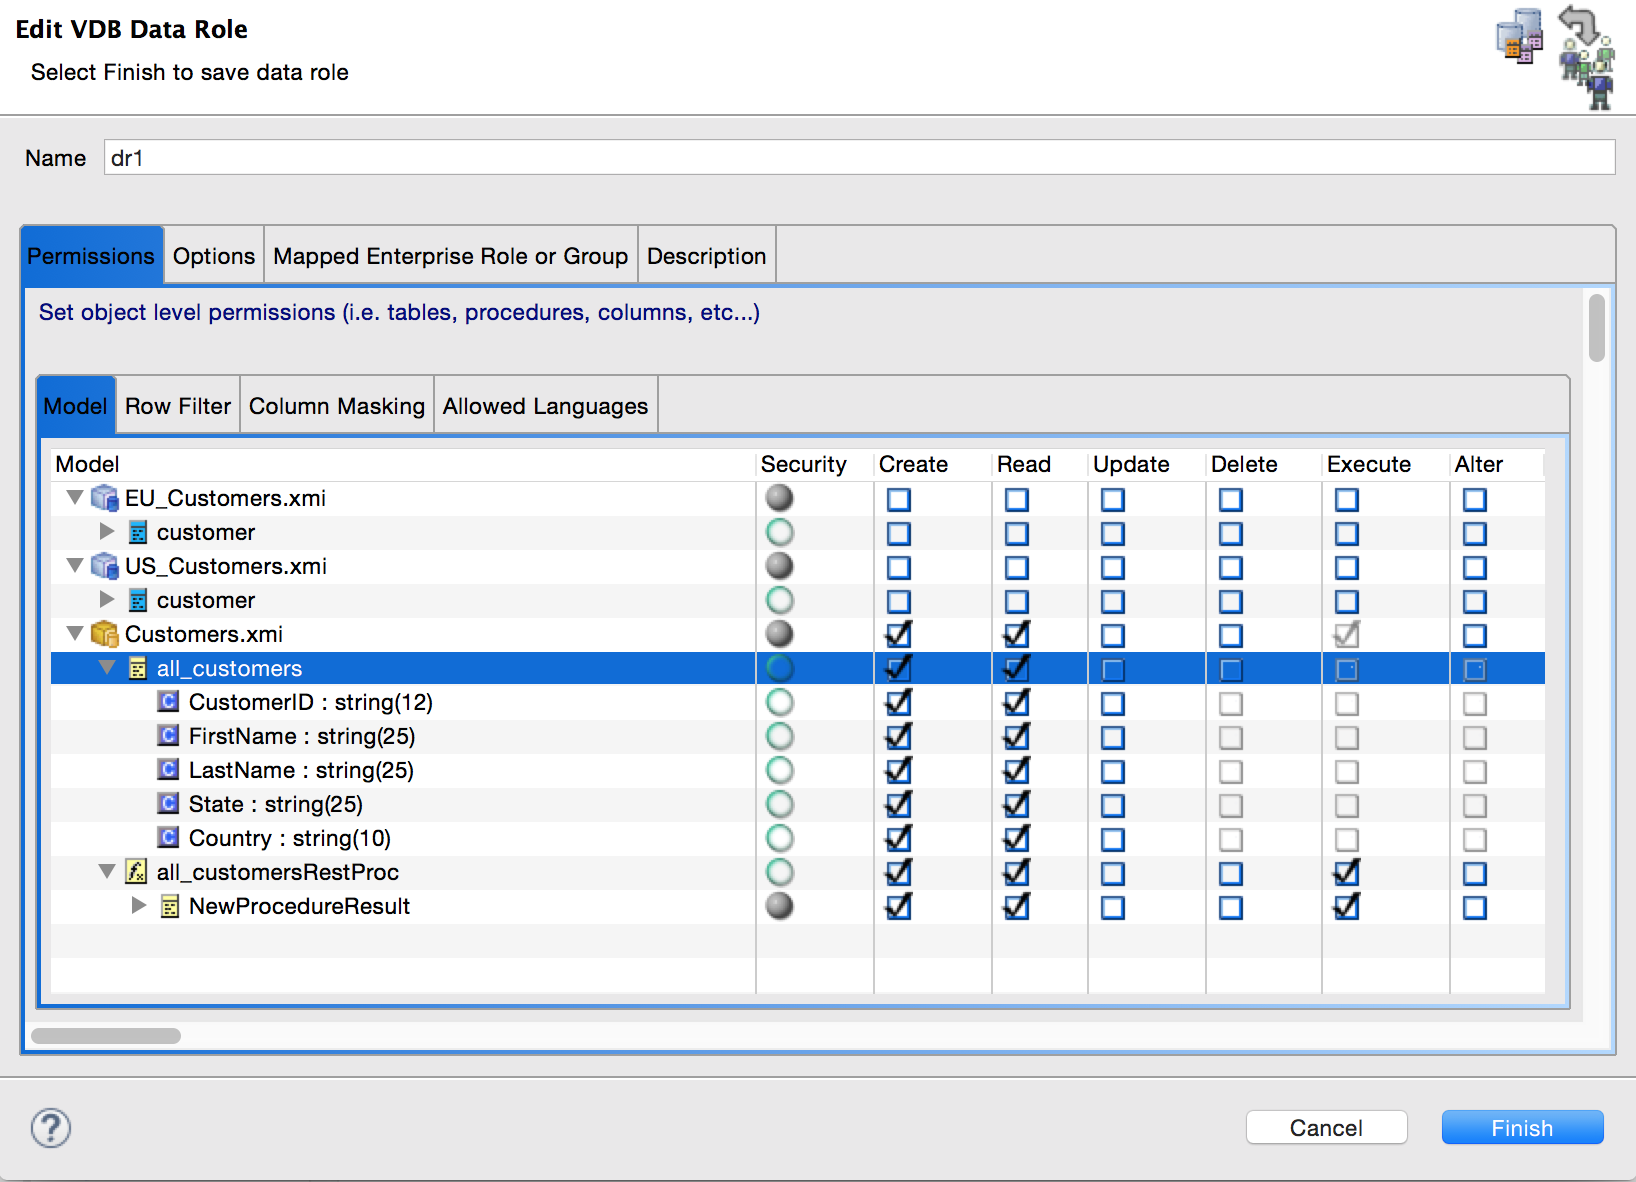 Edit VDB Data Role
Select Finish to save data role
Name dr1
Permissions Options Mapped Enterprise Role or Group Description
Set object level permissions (i.e. tables, procedures, columns, etc...)
Model Row Filter Column Masking Allowed Languages
Model Security Create Read Update Delete Execute Alter
EU_Customers.xmi
customer
US_Customers.xmi
customer
Customers.xmi
all_customers
C CustomerID : string(12)
C FirstName : string(25)
C LastName : string(25)
C State : string(25)
C Country : string(10)
all_customersRestProc
NewProcedureResult
? Cancel Finish